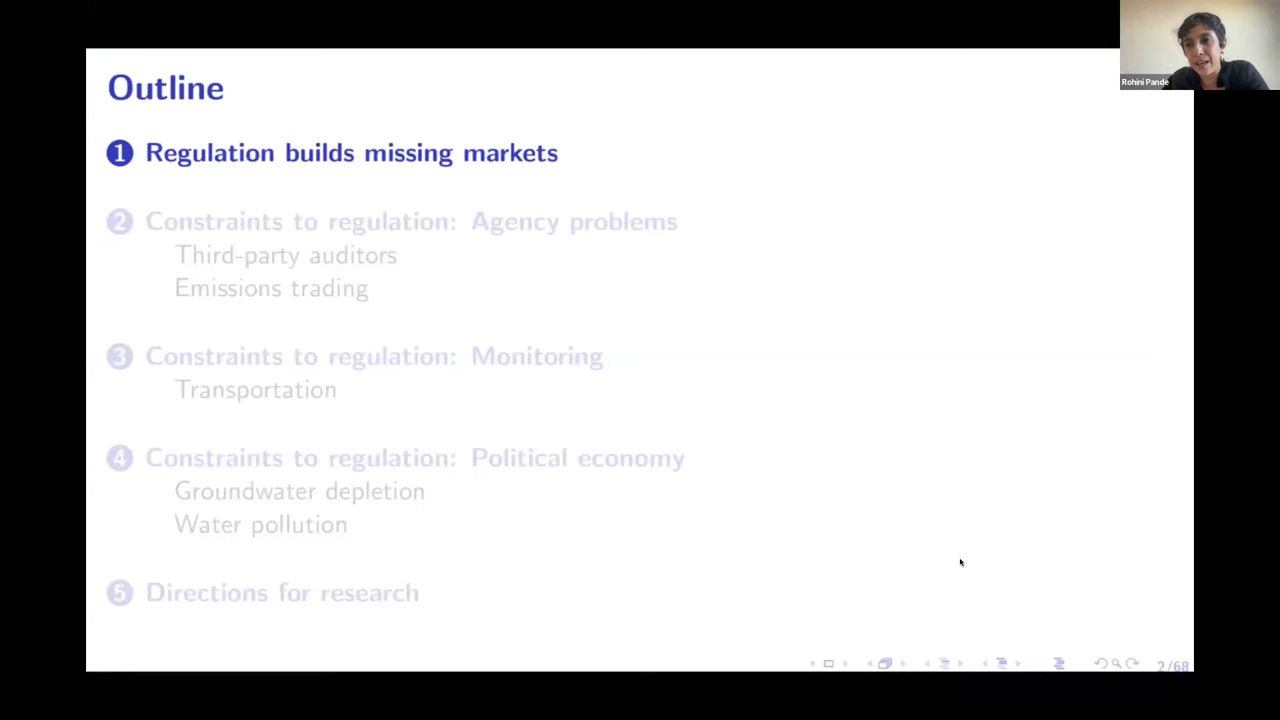 Rohini Pande
Outline
1 Regulation builds missing markets
2 Constraints to regulation: Agency problems
Third-party auditors
Emissions trading
3 Constraints to regulation: Monitoring
Transportation
4 Constraints to regulation: Political economy
Groundwater depletion
Water pollution
5 Directions for research
2/68